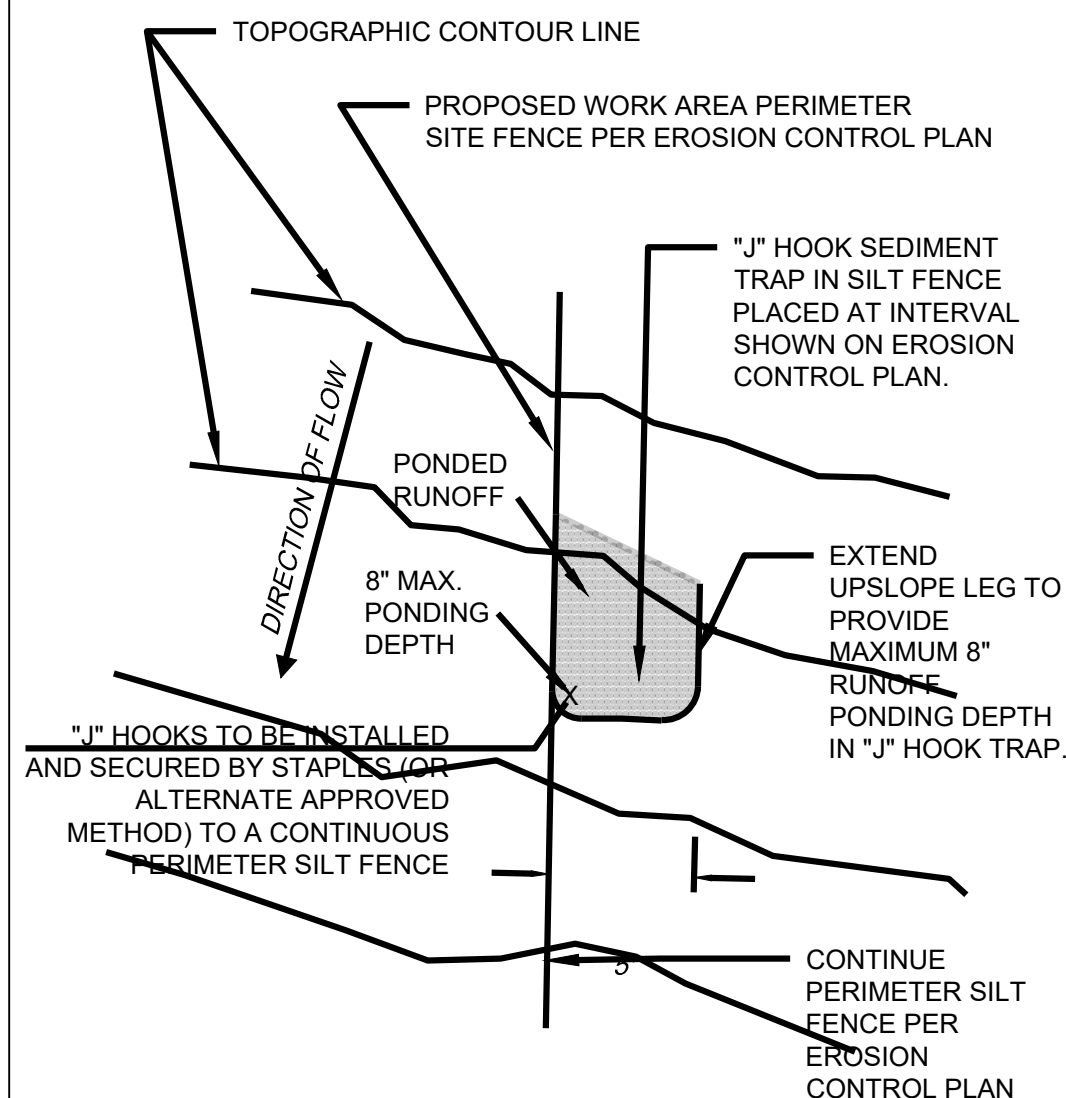 TOPOGRAPHIC CONTOUR LINE
PROPOSED WORK AREA PERIMETER
SITE FENCE PER EROSION CONTROL PLAN
"J" HOOK SEDIMENT
TRAP IN SILT FENCE
PLACED AT INTERVAL
SHOWN ON EROSION
CONTROL PLAN.
DIRECTION OF FLOW
PONDED
RUNOFF
8" MAX.
PONDING
DEPTH
X
EXTEND
UPSLOPE LEG TO
PROVIDE
MAXIMUM 8"
RUNOFF
PONDING DEPTH
IN "J" HOOK TRAP.
"J" HOOKS TO BE INSTALLED
AND SECURED BY STAPLES (OR
ALTERNATE APPROVED
METHOD) TO A CONTINUOUS
PERIMETER SILT FENCE
CONTINUE
PERIMETER SILT
FENCE PER
EROSION
CONTROL PLAN